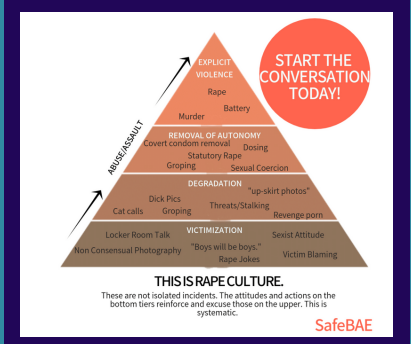 START THE
CONVERSATION
TODAY!
EXPLICIT
VIOLENCE
Rape
Battery
Murder
ABUSE/ASSAULT
REMOVAL OF AUTONOMY
Covert condom removal
Dosing
Statutory Rape
Groping
Sexual Coercion
DEGRADATION
"up-skirt photos"
Dick Pics
Threats/Stalking
Cat calls
Groping
Revenge porn
VICTIMIZATION
Locker Room Talk
Sexist Attitude
Non Consensual Photography
"Boys will be boys."
Victim Blaming
Rape Jokes
THIS IS RAPE CULTURE.
These are not isolated incidents. The attitudes and actions on the
bottom tiers reinforce and excuse those on the upper. This is
systematic.
SafeBAE